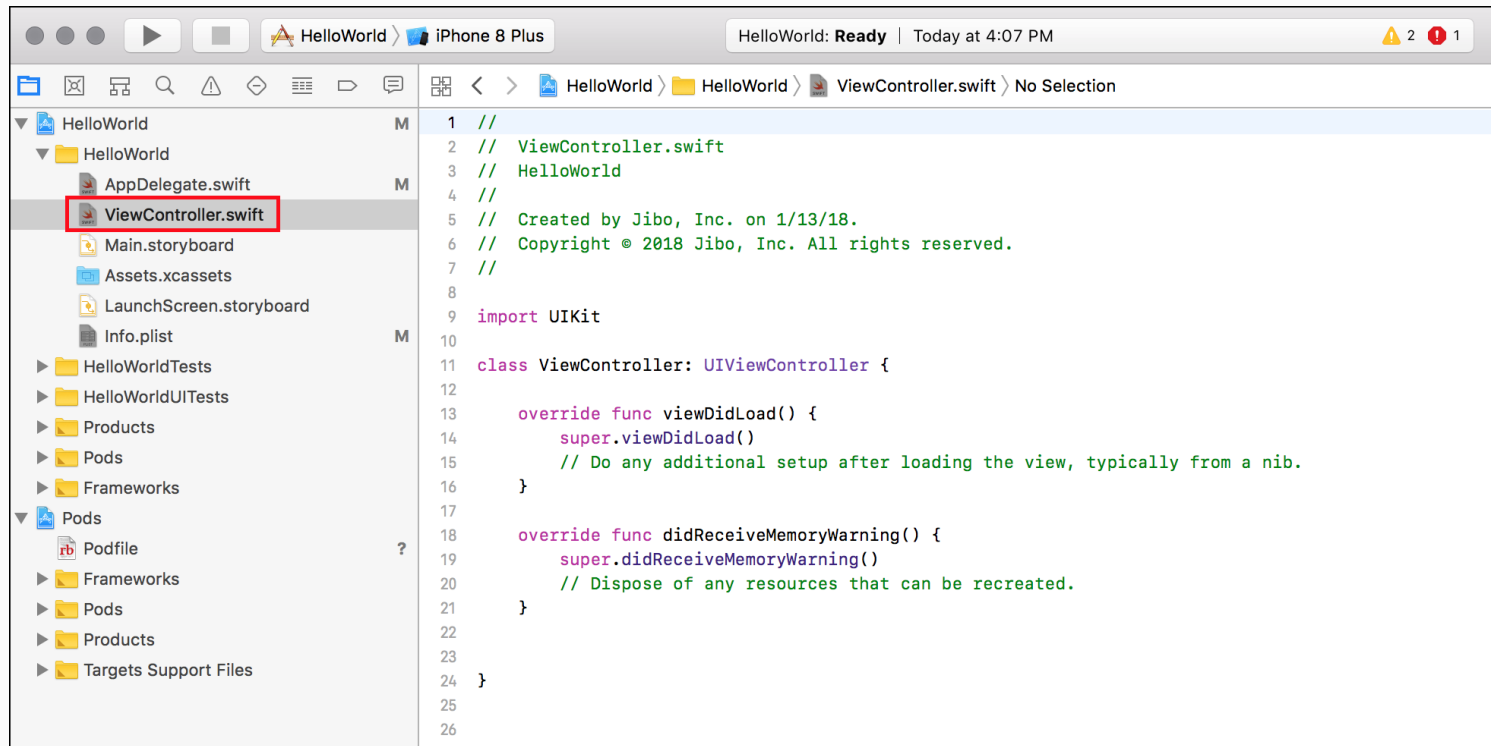 HelloWorld 〉 iPhone 8 Plus
HelloWorld: Ready | Today at 4:07 PM
2 1
HelloWorld 〉 HelloWorld 〉 ViewController.swift 〉 No Selection
HelloWorld M
HelloWorld
AppDelegate.swift M
ViewController.swift
Main.storyboard
Assets.xcassets
LaunchScreen.storyboard
Info.plist M
HelloWorldTests
HelloWorldUITests
Products
Pods
Frameworks
Pods
rb Podfile ?
Frameworks
Pods
Products
Targets Support Files
1 //
2 //  ViewController.swift
3 //  HelloWorld
4 //
5 //  Created by Jibo, Inc. on 1/13/18.
6 //  Copyright © 2018 Jibo, Inc. All rights reserved.
7 //
8
9 import UIKit
10
11 class ViewController: UIViewController {
12
13     override func viewDidLoad() {
14         super.viewDidLoad()
15         // Do any additional setup after loading the view, typically from a nib.
16     }
17
18     override func didReceiveMemoryWarning() {
19         super.didReceiveMemoryWarning()
20         // Dispose of any resources that can be recreated.
21     }
22
23
24 }
25
26